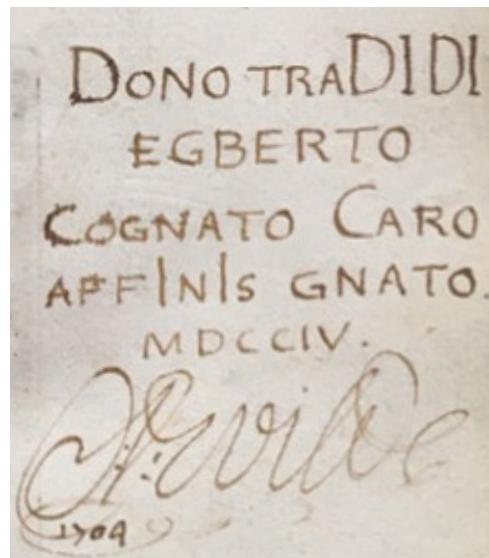 DONO TRADIDI
EGBERTO
COGNATO CARO
AFFINIS GNATO.
MDCCIV.
1704